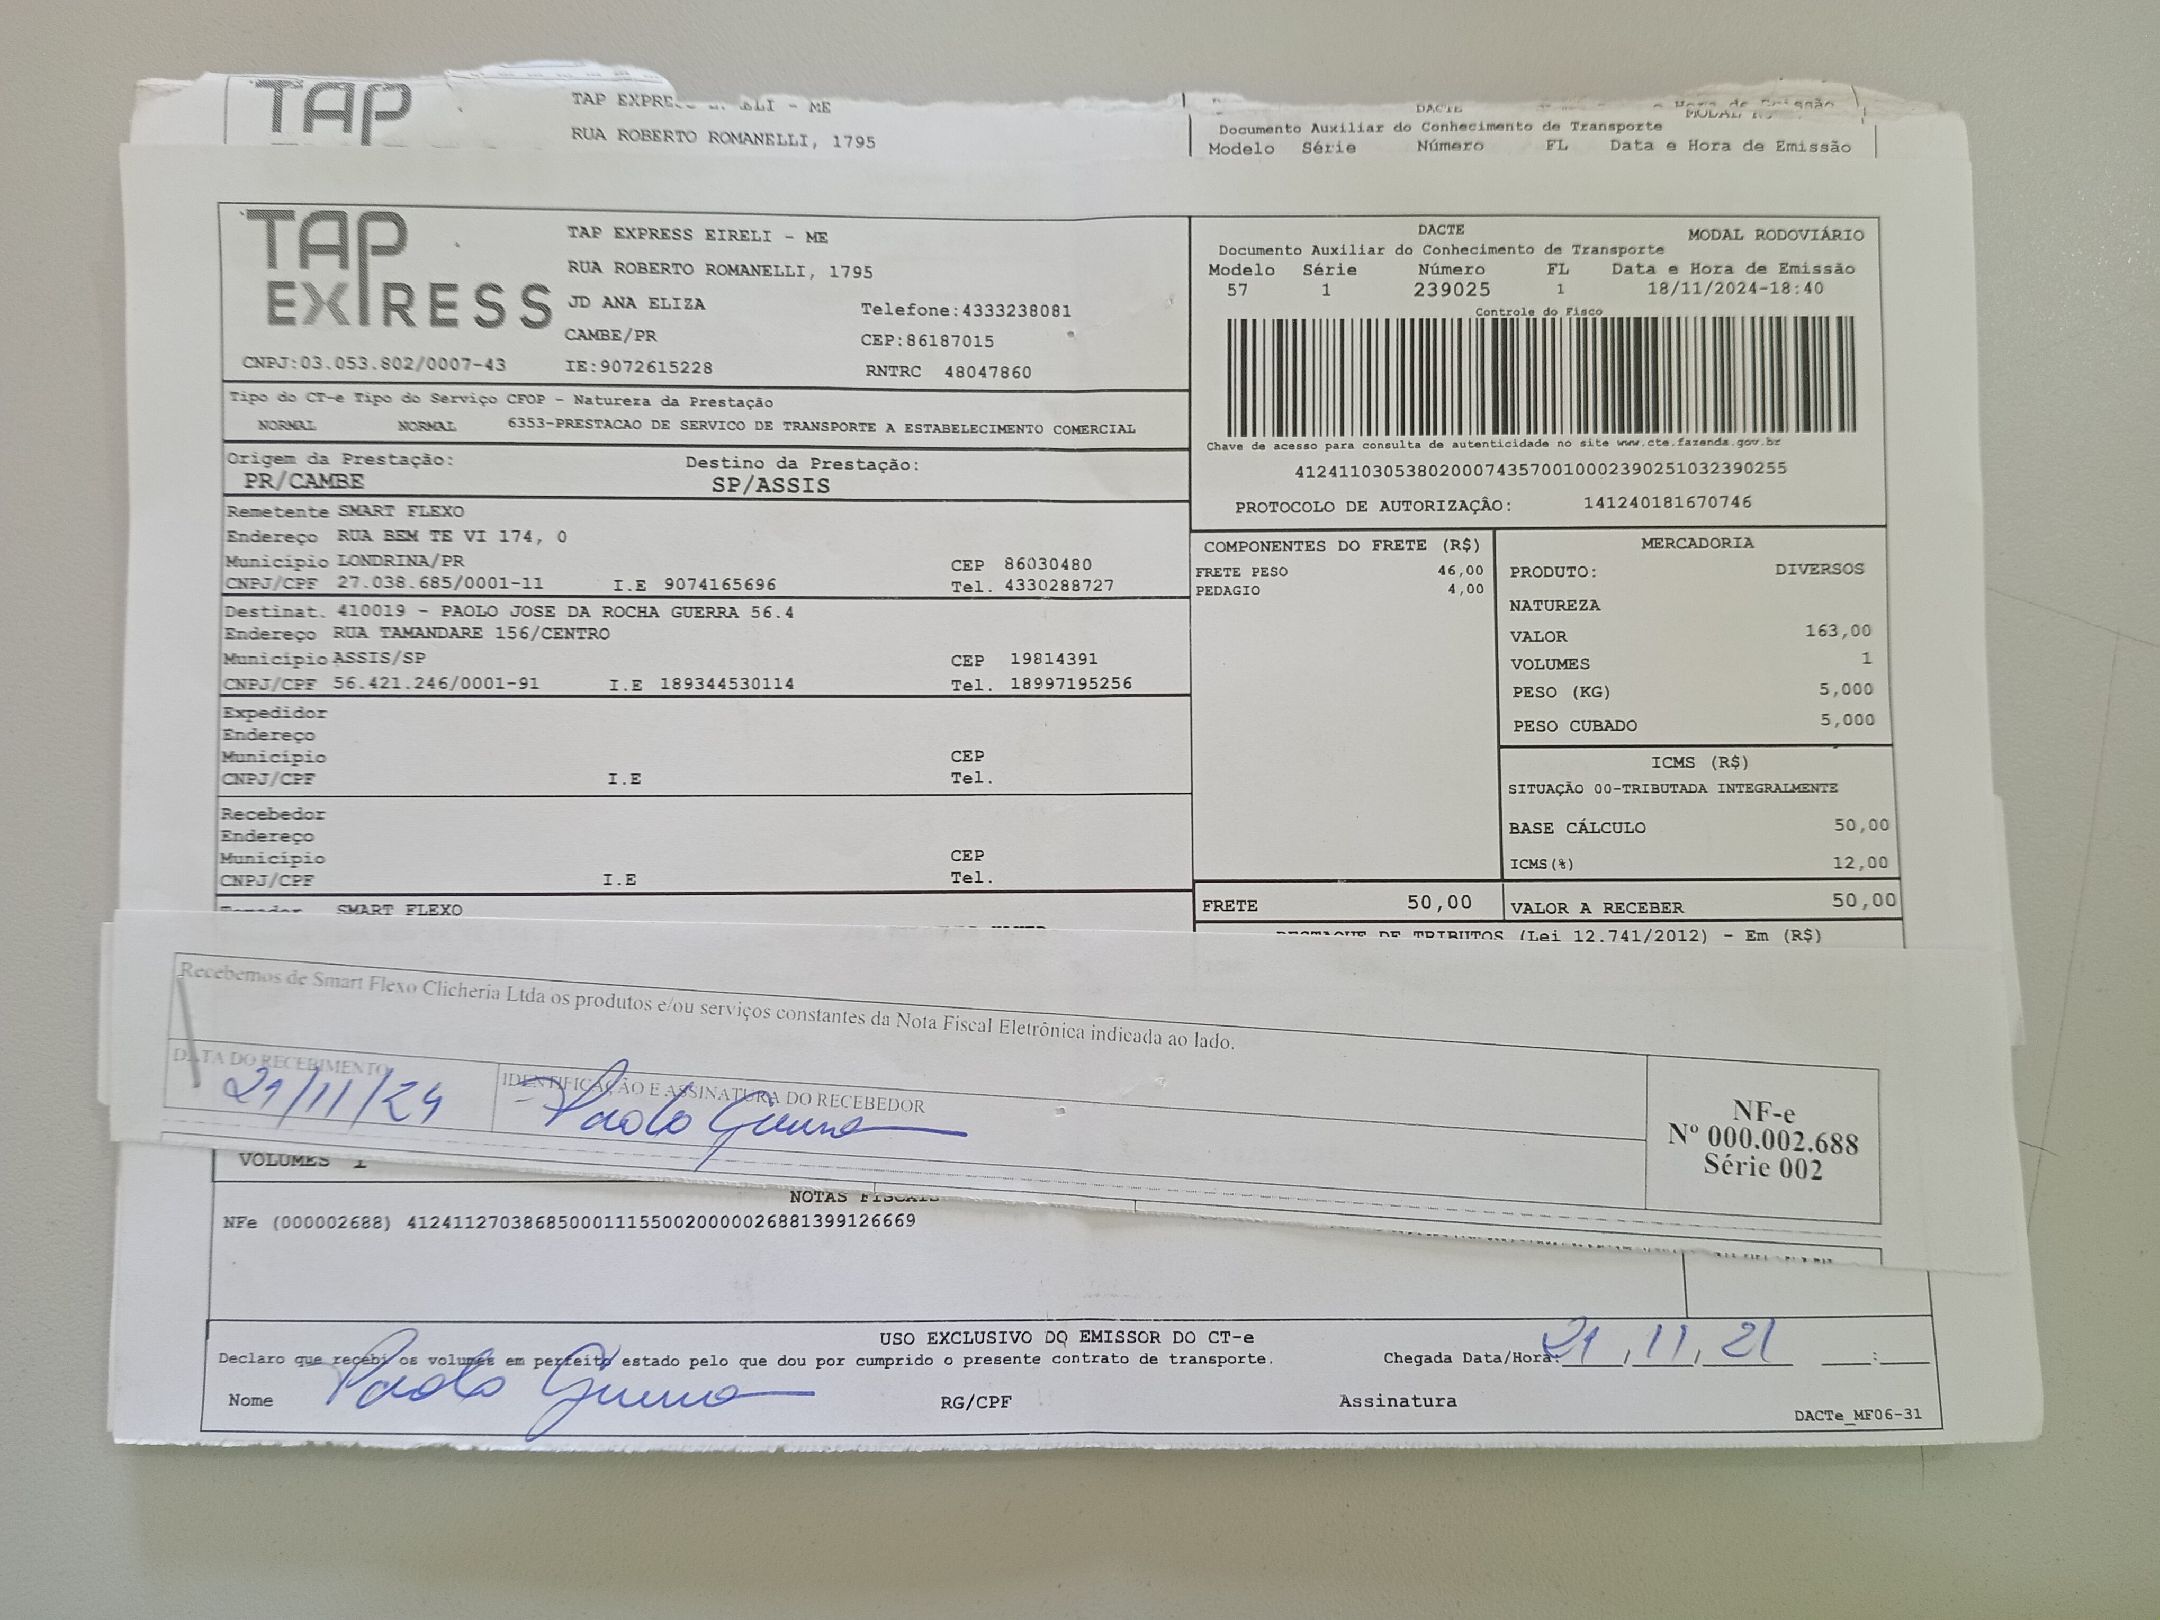 TAP
TAP EXPRE
RUA ROBERTO ROMANELLI, 1795
DACTE
Documento Auxiliar do Conhecimento de Transporte
Modelo Série Número FL Data e Hora de Emissão
TAP EXPRESS
TAP EXPRESS EIRELI - ME
RUA ROBERTO ROMANELLI, 1795
JD ANA ELIZA Telefone:4333238081
CAMBE/PR CEP:86187015
CNPJ:03.053.802/0007-43 IE:9072615228 RNTRC 48047860
DACTE MODAL RODOVIÁRIO
Documento Auxiliar do Conhecimento de Transporte
Modelo Série Número FL Data e Hora de Emissão
57 1 239025 1 18/11/2024-18:40
Controle do Fisco
Chave de acesso para consulta de autenticidade no site www.cte.fazenda.gov.br
41241103053802000743570010002390251032390255
PROTOCOLO DE AUTORIZAÇÃO: 141240181670746
Tipo do CT-e Tipo do Serviço CFOP - Natureza da Prestação
NORMAL NORMAL 6353-PRESTACAO DE SERVICO DE TRANSPORTE A ESTABELECIMENTO COMERCIAL
Origem da Prestação: Destino da Prestação:
PR/CAMBE SP/ASSIS
Remetente SMART FLEXO
Endereço RUA BEM TE VI 174, 0
Município LONDRINA/PR CEP 86030480
CNPJ/CPF 27.038.685/0001-11 I.E 9074165696 Tel. 4330288727
Destinat. 410019 - PAOLO JOSE DA ROCHA GUERRA 56.4
Endereço RUA TAMANDARE 156/CENTRO
Município ASSIS/SP CEP 19814391
CNPJ/CPF 56.421.246/0001-91 I.E 189344530114 Tel. 18997195256
Expedidor
Endereço
Município CEP
CNPJ/CPF I.E Tel.
Recebedor
Endereço
Município CEP
CNPJ/CPF I.E Tel.
SMART FLEXO
COMPONENTES DO FRETE (R$)
FRETE PESO 46,00
PEDAGIO 4,00
MERCADORIA
PRODUTO: DIVERSOS
NATUREZA
VALOR 163,00
VOLUMES 1
PESO (KG) 5,000
PESO CUBADO 5,000
ICMS (R$)
SITUAÇÃO 00-TRIBUTADA INTEGRALMENTE
BASE CÁLCULO 50,00
ICMS(%) 12,00
FRETE 50,00 VALOR A RECEBER 50,00
DESTAQUE DE TRIBUTOS (Lei 12.741/2012) - Em (R$)
Recebemos de Smart Flexo Clicheria Ltda os produtos e/ou serviços constantes da Nota Fiscal Eletrônica indicada ao lado.
DATA DO RECEBIMENTO IDENTIFICAÇÃO E ASSINATURA DO RECEBEDOR
21/11/24 Paolo Guerra
NF-e
Nº 000.002.688
Série 002
VOLUMES 1
NOTAS FISCAIS
NFe (000002688) 41241127038685000111550020000026881399126669
USO EXCLUSIVO DO EMISSOR DO CT-e
Declaro que recebi os volumes em perfeito estado pelo que dou por cumprido o presente contrato de transporte. Chegada Data/Hora: 21, 11, 21 :
Nome Paolo Guerra RG/CPF Assinatura
DACTe_MF06-31